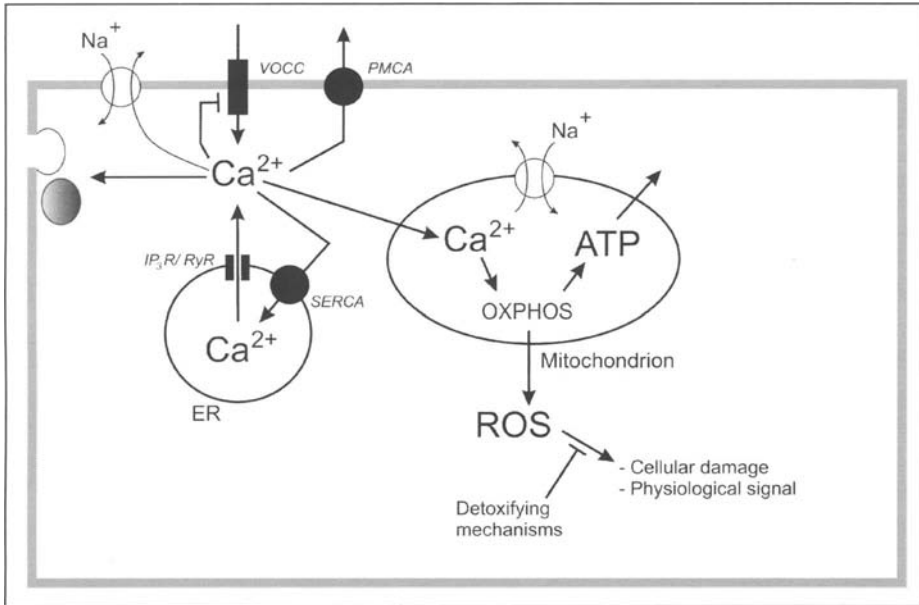 Na⁺
VOCC
PMCA
Ca²⁺
Na⁺
Ca²⁺
ATP
OXPHOS
Mitochondrion
IP₃R/ RyR
SERCA
Ca²⁺
ER
ROS
- Cellular damage
- Physiological signal
Detoxifying
mechanisms